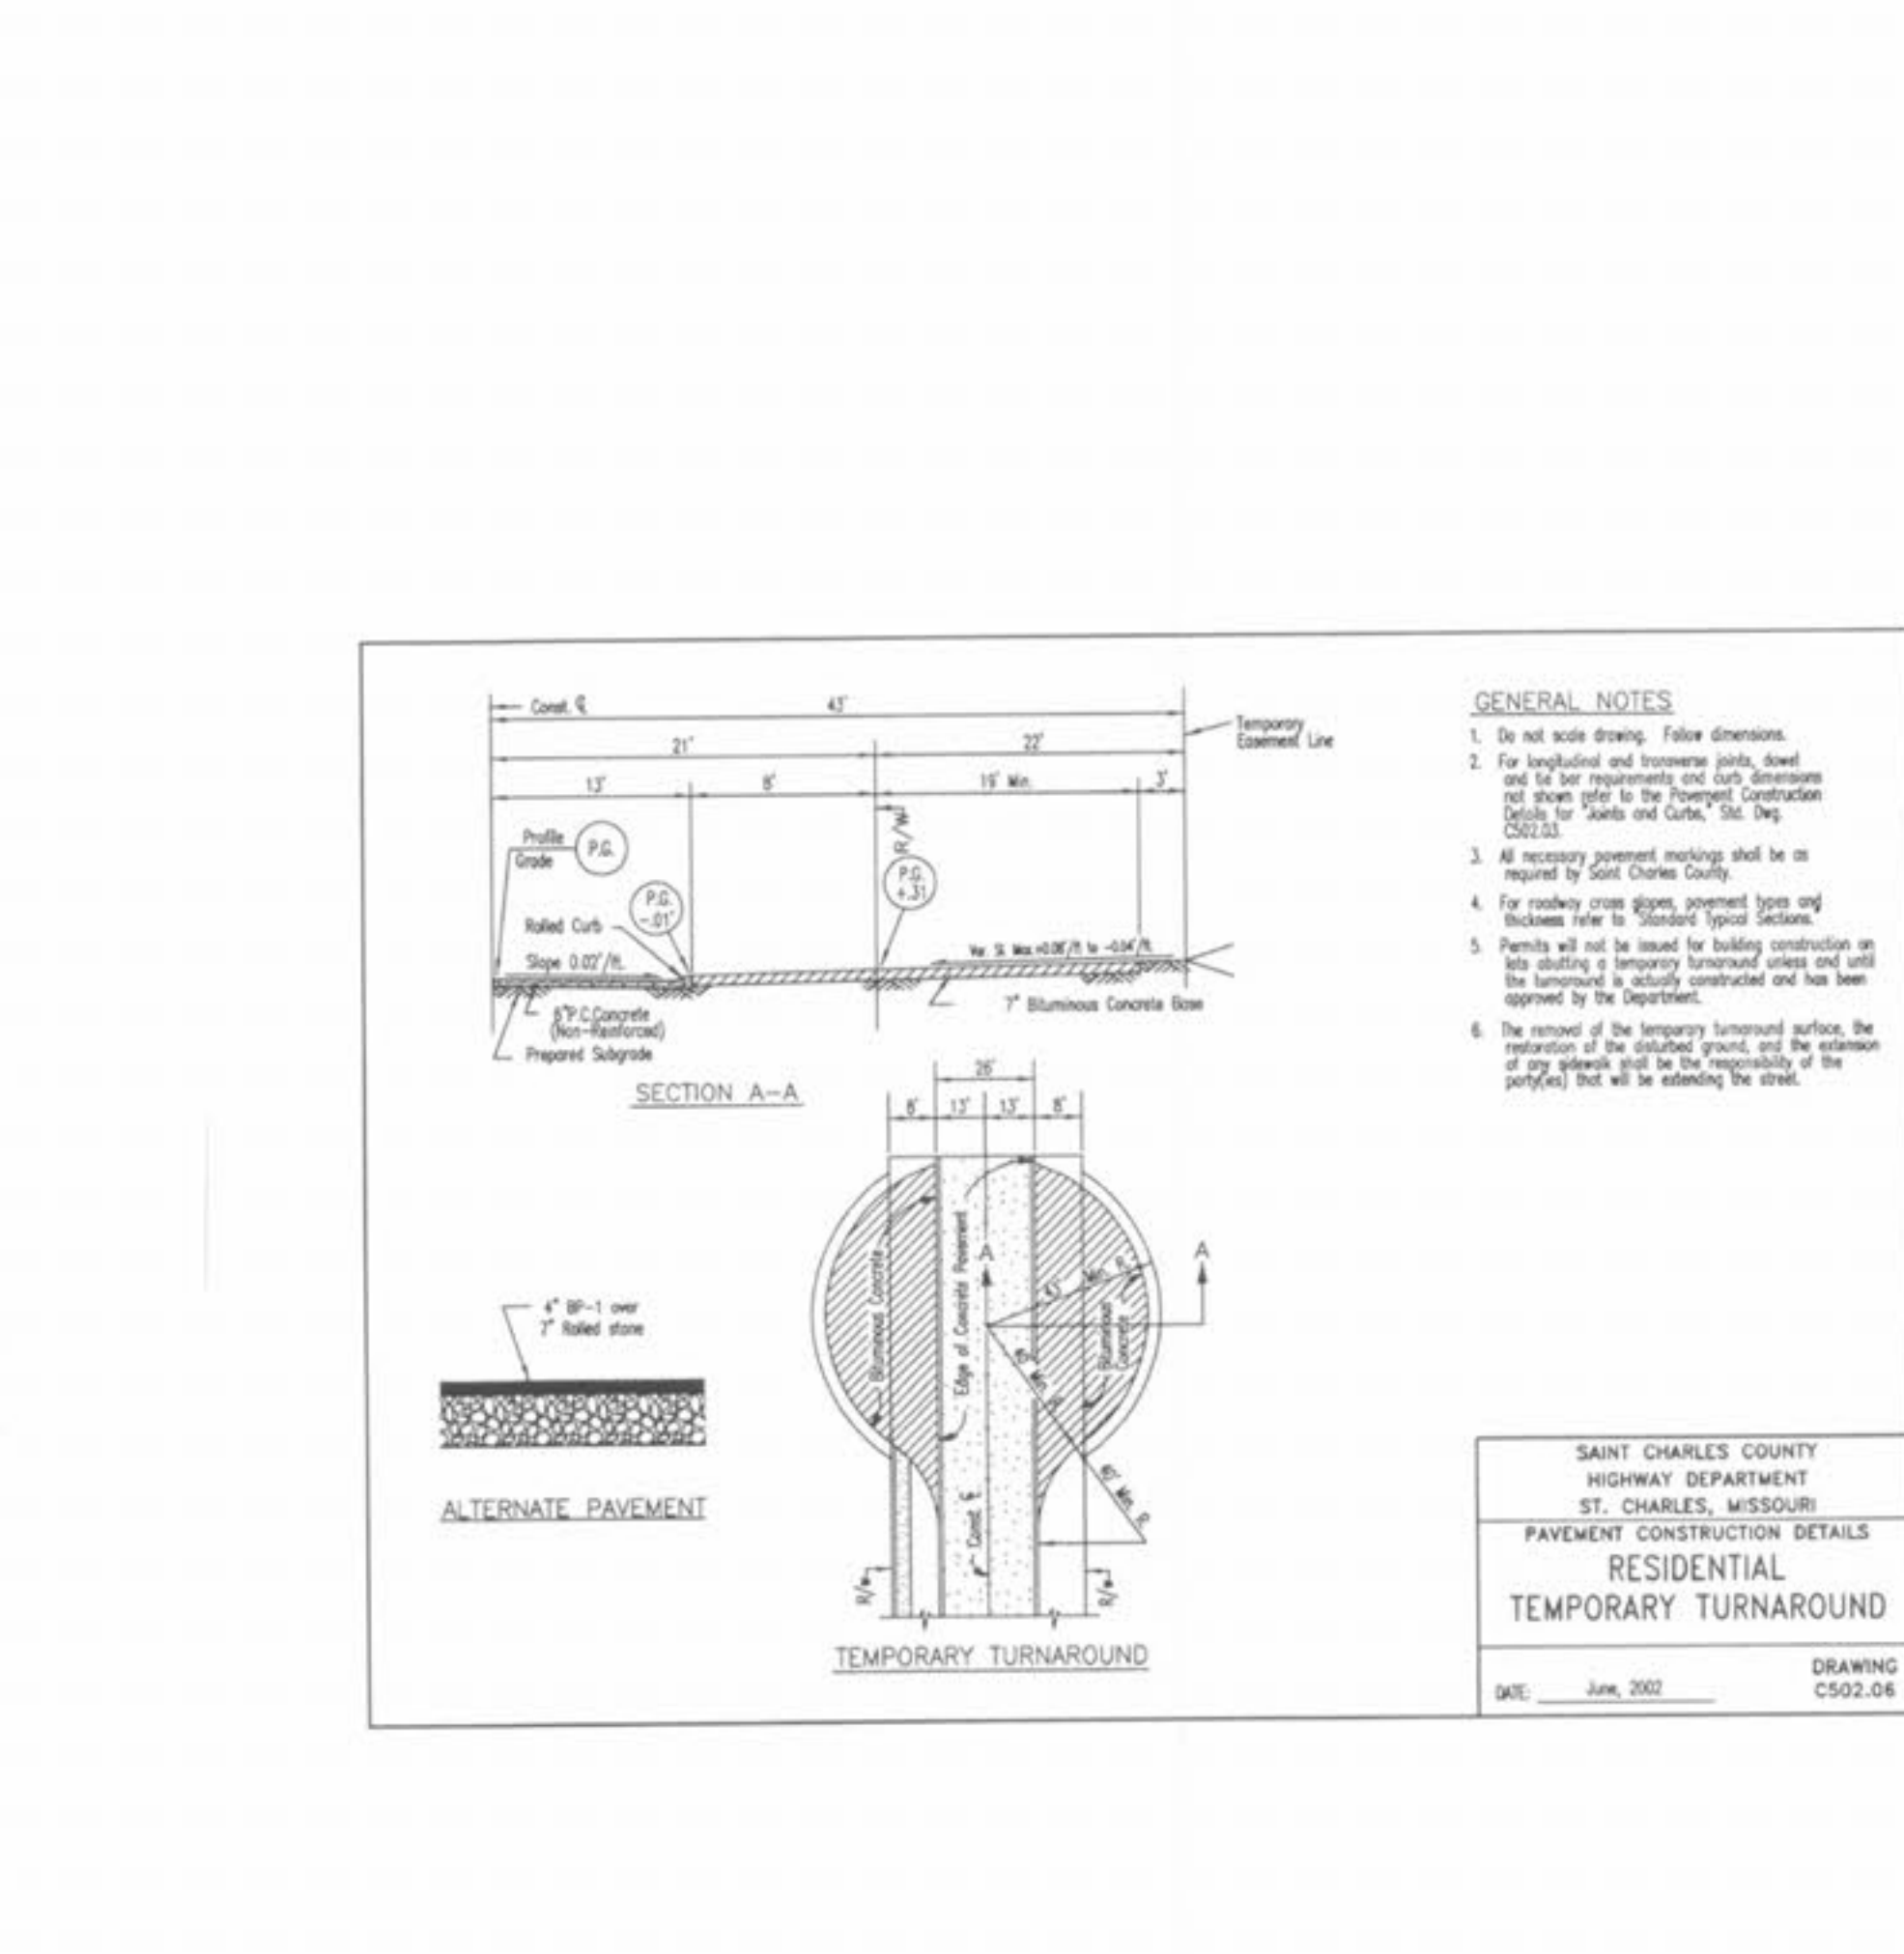 Const. ℄
43'
Temporary
Easement Line
21'
22'
13'
8'
19' Min.
3'
R/W
Profile
Grade
P.G.
P.G.
-.01'
P.G.
+.31
Rolled Curb
Slope 0.02'/ft.
7" Bituminous Concrete Base
P.C.Concrete
(Non-Reinforced)
Prepared Subgrade
SECTION A-A
26'
8'
13'
13'
8'
Bituminous Concrete
Edge of Concrete Pavement
A
A
Min. R.
Bituminous
Concrete
Min. R.
Min. R.
Const. ℄
R/W
R/W
TEMPORARY TURNAROUND
4" BP-1 over
7" Rolled stone
ALTERNATE PAVEMENT
GENERAL NOTES
1. Do not scale drawing. Follow dimensions.
2. For longitudinal and transverse joints, dowel
and tie bar requirements and curb dimensions
not shown refer to the Pavement Construction
Details for "Joints and Curbs," Std. Dwg.
C502.03.
3. All necessary pavement markings shall be as
required by Saint Charles County.
4. For roadway cross slopes, pavement types and
thickness refer to "Standard Typical Sections."
5. Permits will not be issued for building construction on
lots abutting a temporary turnaround unless and until
the turnaround is actually constructed and has been
approved by the Department.
6. The removal of the temporary turnaround surface, the
restoration of the disturbed ground, and the extension
of any sidewalk shall be the responsibility of the
party(ies) that will be extending the street.
SAINT CHARLES COUNTY
HIGHWAY DEPARTMENT
ST. CHARLES, MISSOURI
PAVEMENT CONSTRUCTION DETAILS
RESIDENTIAL
TEMPORARY TURNAROUND
DATE: June, 2002
DRAWING
C502.06